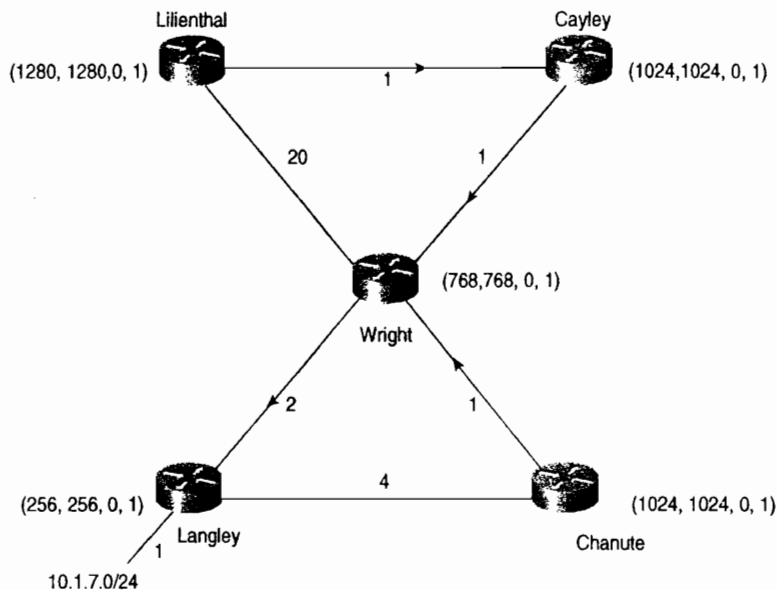 Lilienthal
Cayley
(1280, 1280,0, 1)
1
(1024,1024, 0, 1)
20
1
(768,768, 0, 1)
Wright
2
1
4
(256, 256, 0, 1)
(1024, 1024, 0, 1)
Langley
Chanute
1
10.1.7.0/24